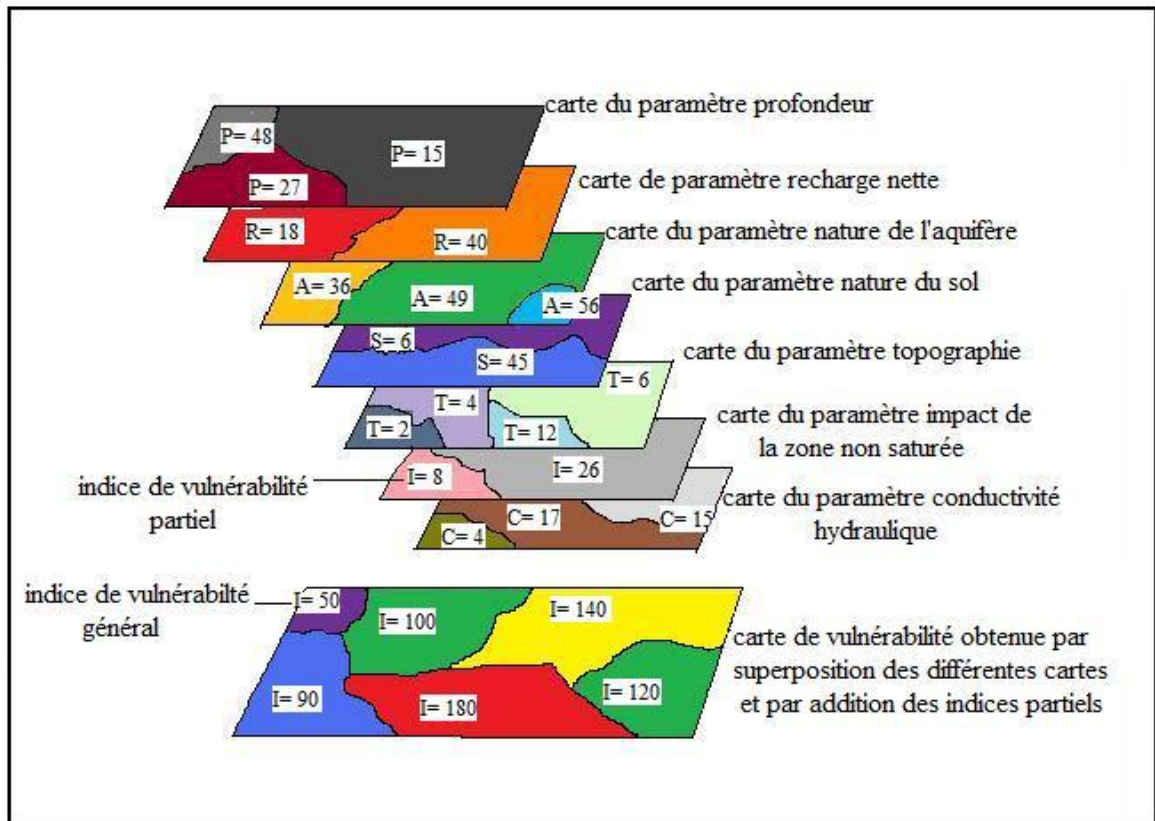 carte du paramètre profondeur
P= 48
P= 15
P= 27
carte de paramètre recharge nette
R= 18
R= 40
carte du paramètre nature de l'aquifère
A= 36
A= 49
A= 56
carte du paramètre nature du sol
S= 6
S= 45
carte du paramètre topographie
T= 6
T= 4
T= 2
T= 12
carte du paramètre impact de
la zone non saturée
I= 26
I= 8
indice de vulnérabilité
partiel
carte du paramètre conductivité
hydraulique
C= 17
C= 15
C= 4
indice de vulnérabilté
général
I= 50
I= 100
I= 140
I= 90
I= 180
I= 120
carte de vulnérabilité obtenue par
superposition des différentes cartes
et par addition des indices partiels